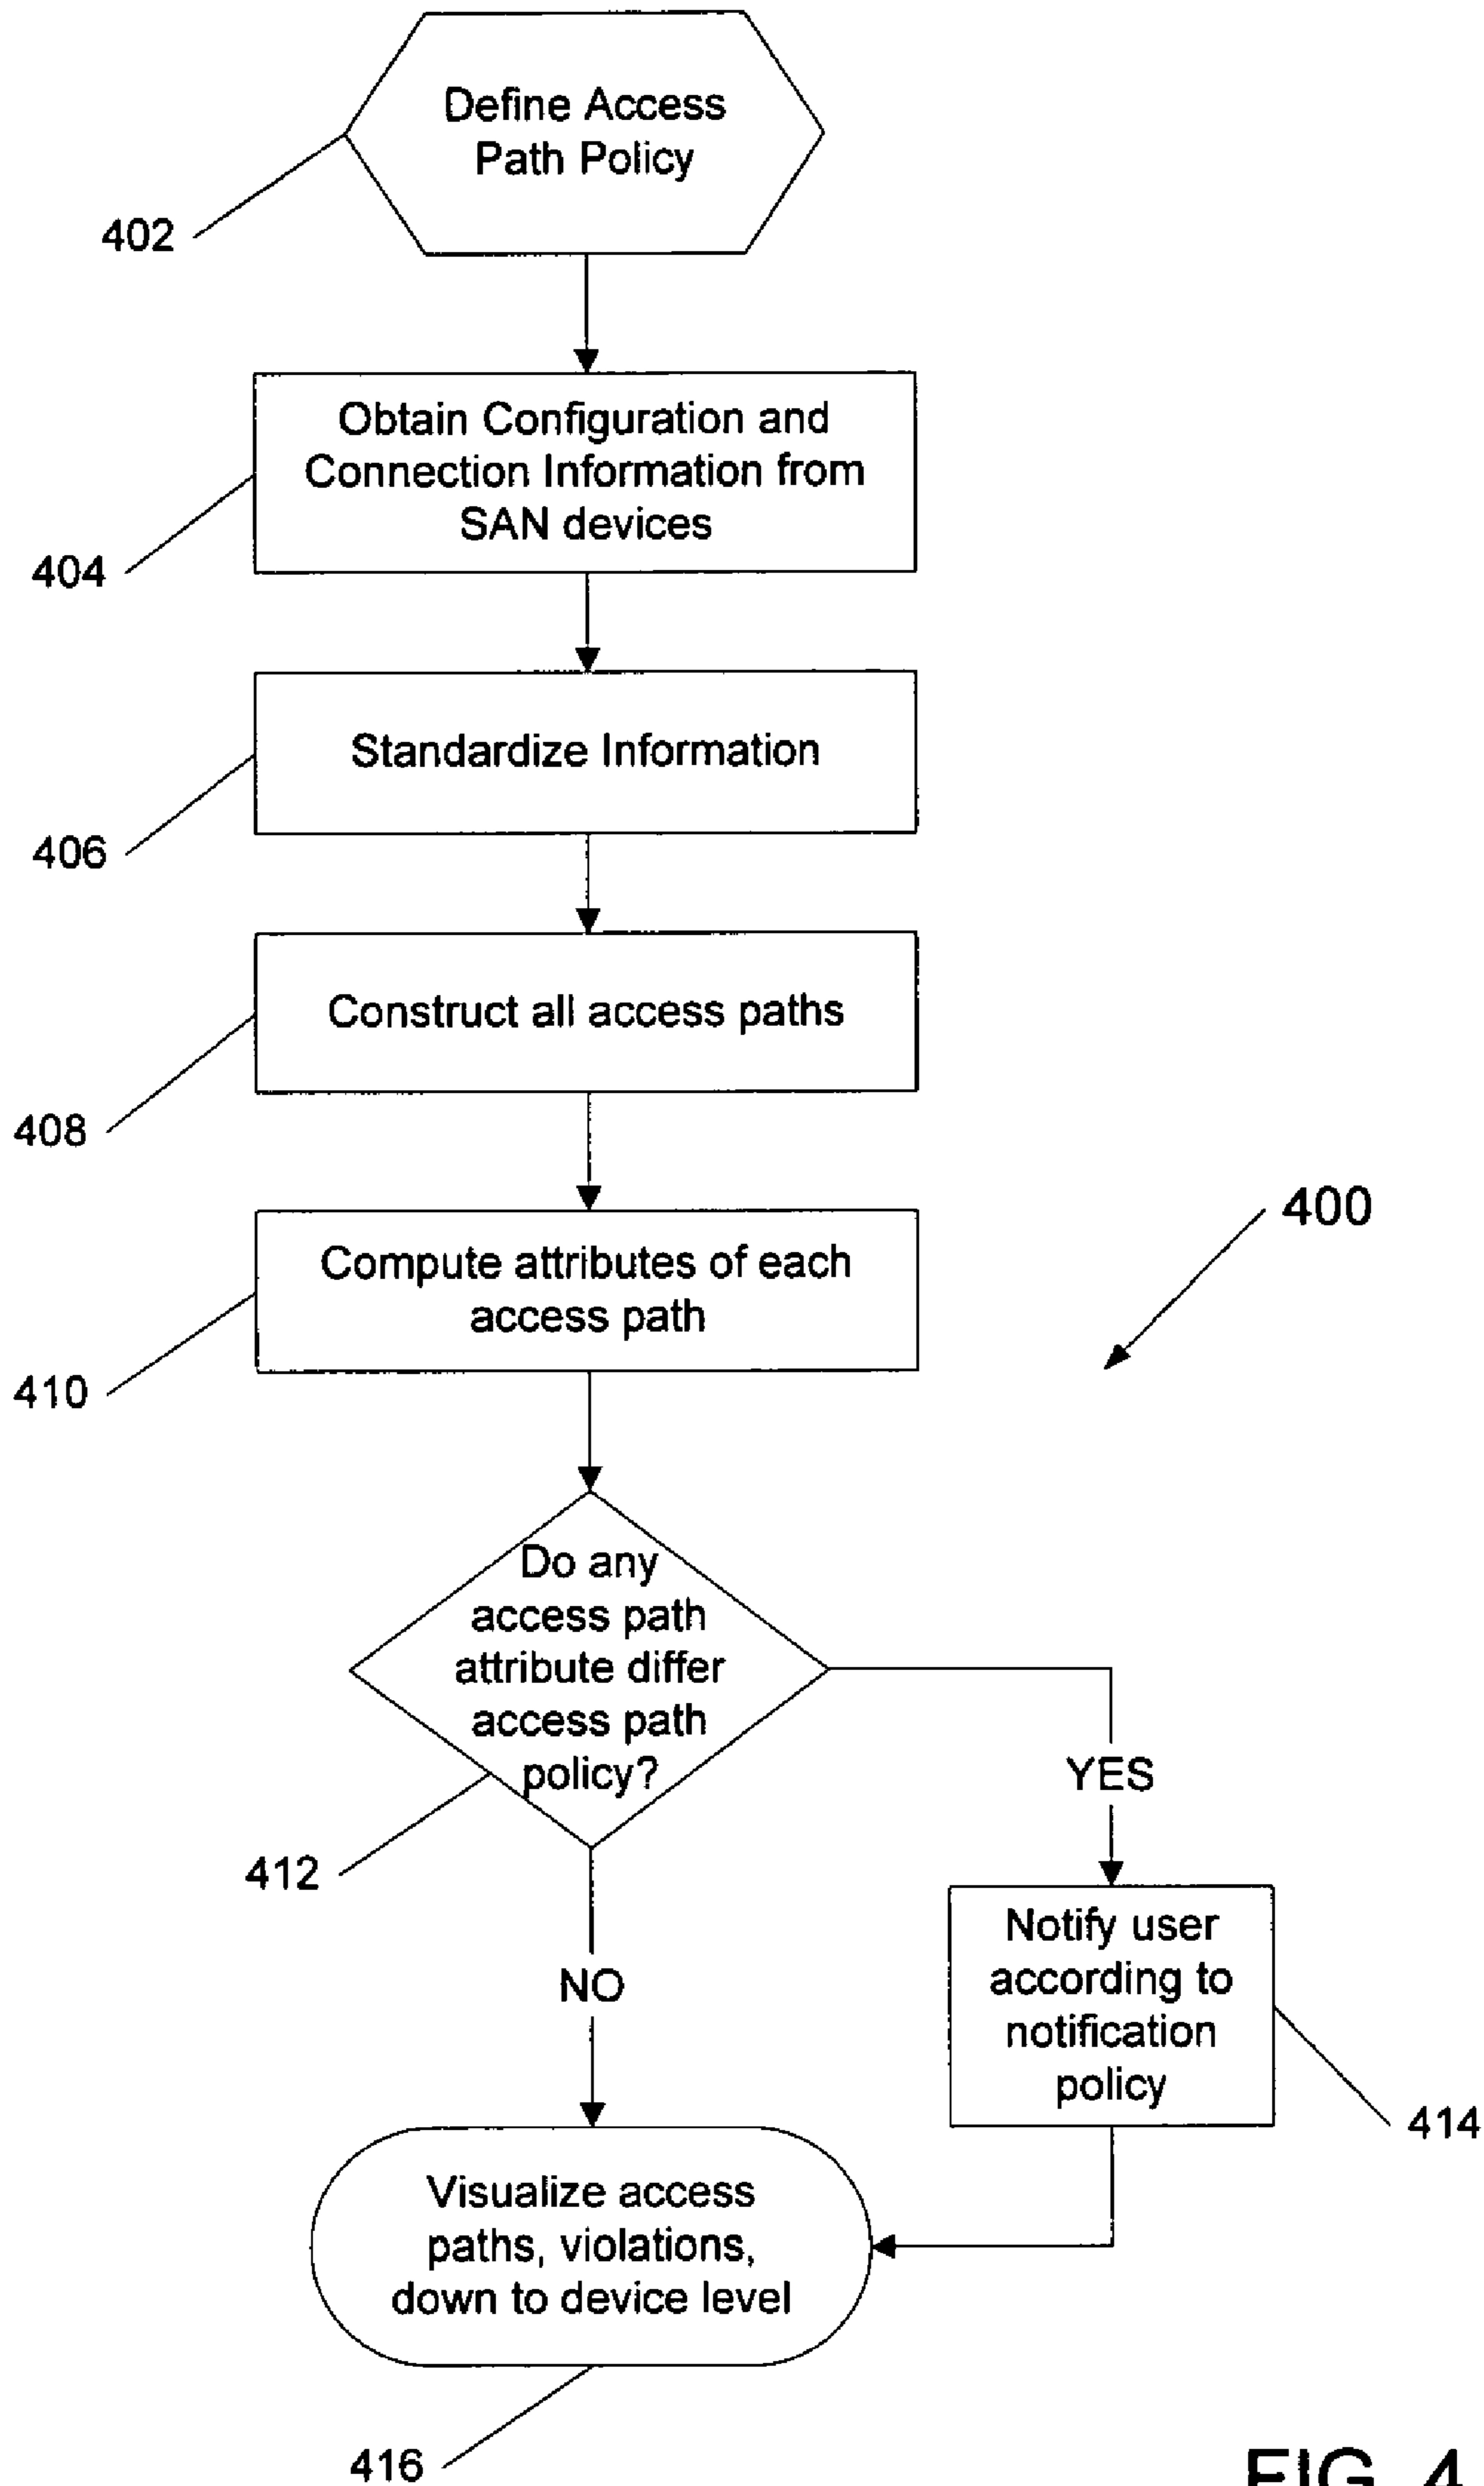 Define Access
Path Policy
402
Obtain Configuration and
Connection Information from
SAN devices
404
Standardize Information
406
Construct all access paths
408
400
Compute attributes of each
access path
410
Do any
access path
attribute differ
access path
policy?
412
YES
NO
Notify user
according to
notification
policy
414
Visualize access
paths, violations,
down to device level
416
FIG. 4